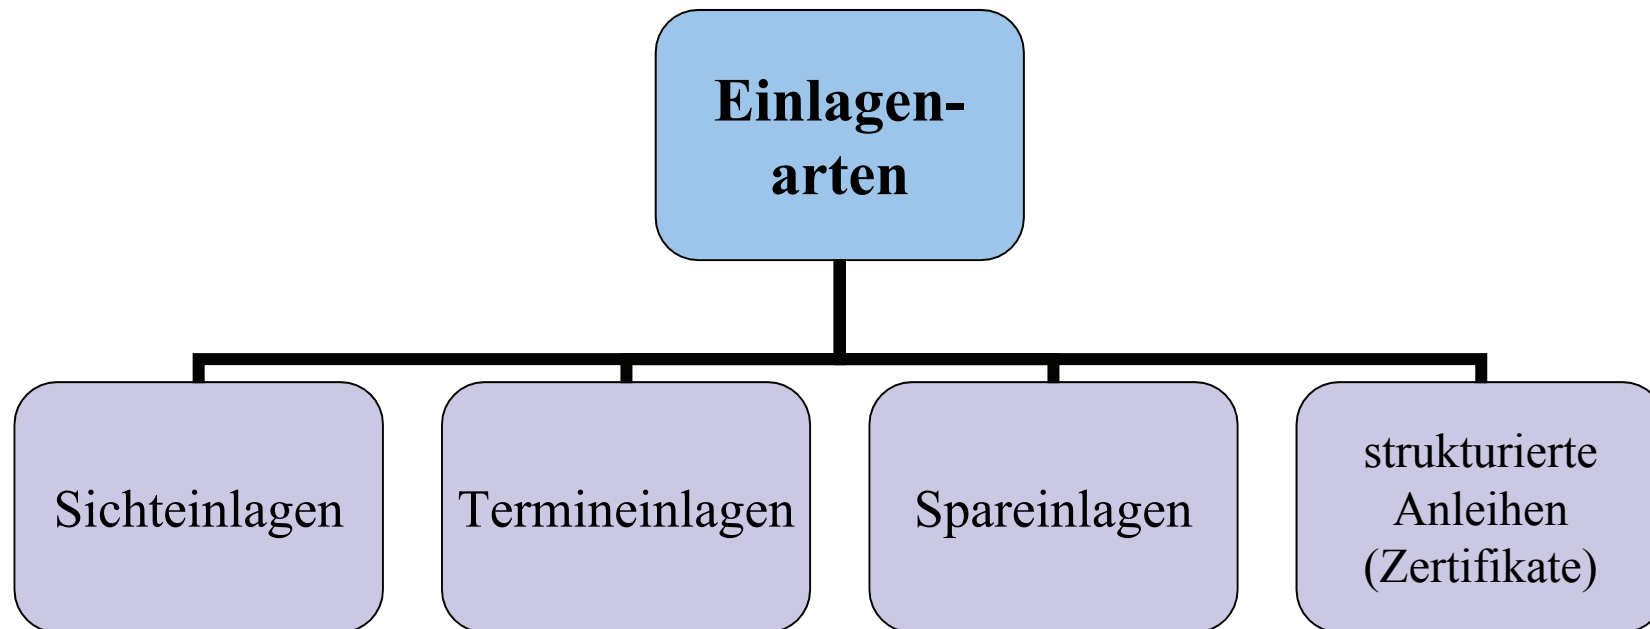 Einlagen-
arten
Sichteinlagen
Termineinlagen
Spareinlagen
strukturierte
Anleihen
(Zertifikate)